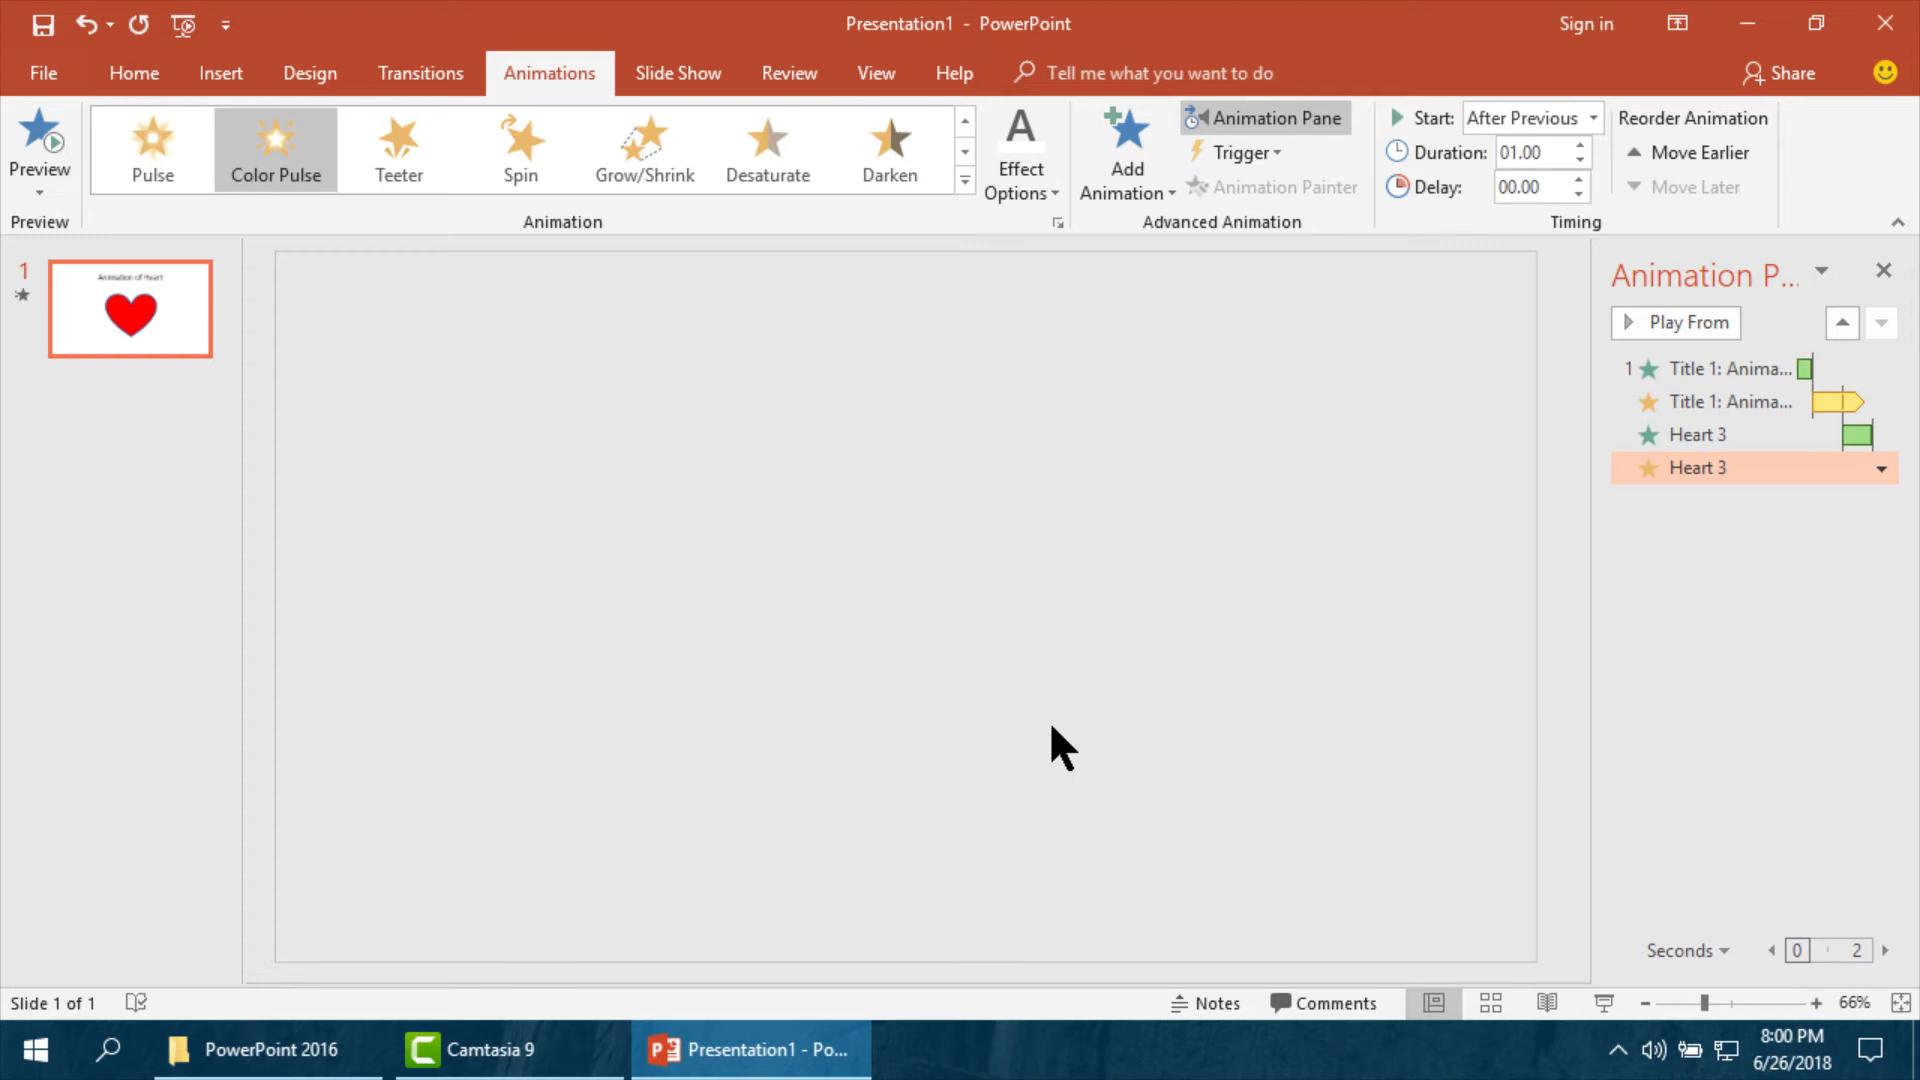 Presentation1 - PowerPoint
Sign in
File Home Insert Design Transitions Animations Slide Show Review View Help Tell me what you want to do Share
Preview
Pulse Color Pulse Teeter Spin Grow/Shrink Desaturate Darken
Effect Options
Add Animation
Animation Pane
Trigger
Animation Painter
Start: After Previous
Duration: 01.00
Delay: 00.00
Reorder Animation
Move Earlier
Move Later
Preview Animation Advanced Animation Timing
1
Animation of Heart
Animation P...
Play From
1 Title 1: Anima...
Title 1: Anima...
Heart 3
Heart 3
Seconds 0 2
Slide 1 of 1 Notes Comments 66%
PowerPoint 2016 Camtasia 9 Presentation1 - Po...
8:00 PM
6/26/2018